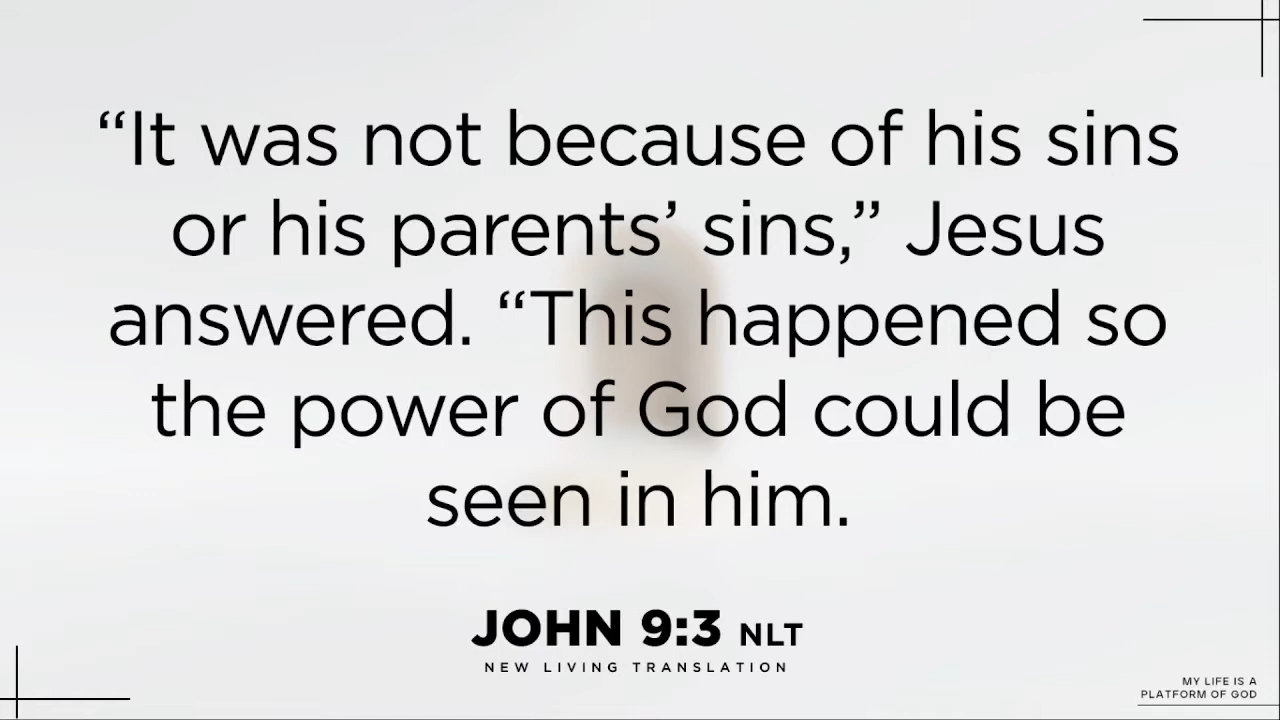 “It was not because of his sins
or his parents’ sins,” Jesus
answered. “This happened so
the power of God could be
seen in him.
JOHN 9:3 NLT
NEW LIVING TRANSLATION
MY LIFE IS A
PLATFORM OF GOD